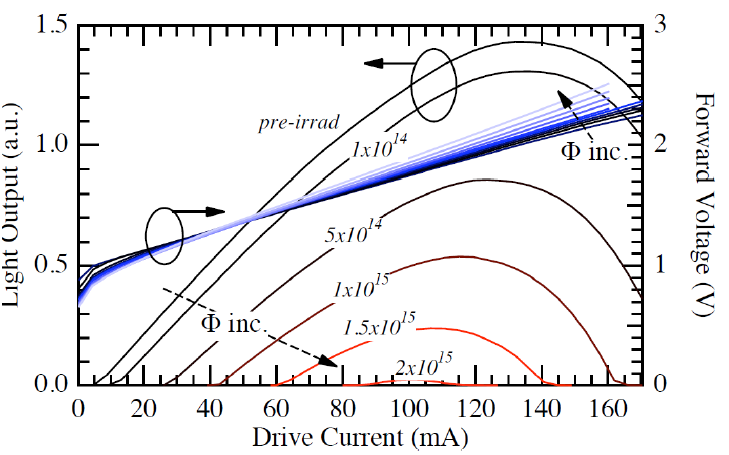 1.5
1.0
0.5
0.0
Light Output (a.u.)
3
2
1
0
Forward Voltage (V)
pre-irrad
1x10^14
5x10^14
1x10^15
1.5x10^15
2x10^15
Φ inc.
Φ inc.
0 20 40 60 80 100 120 140 160
Drive Current (mA)